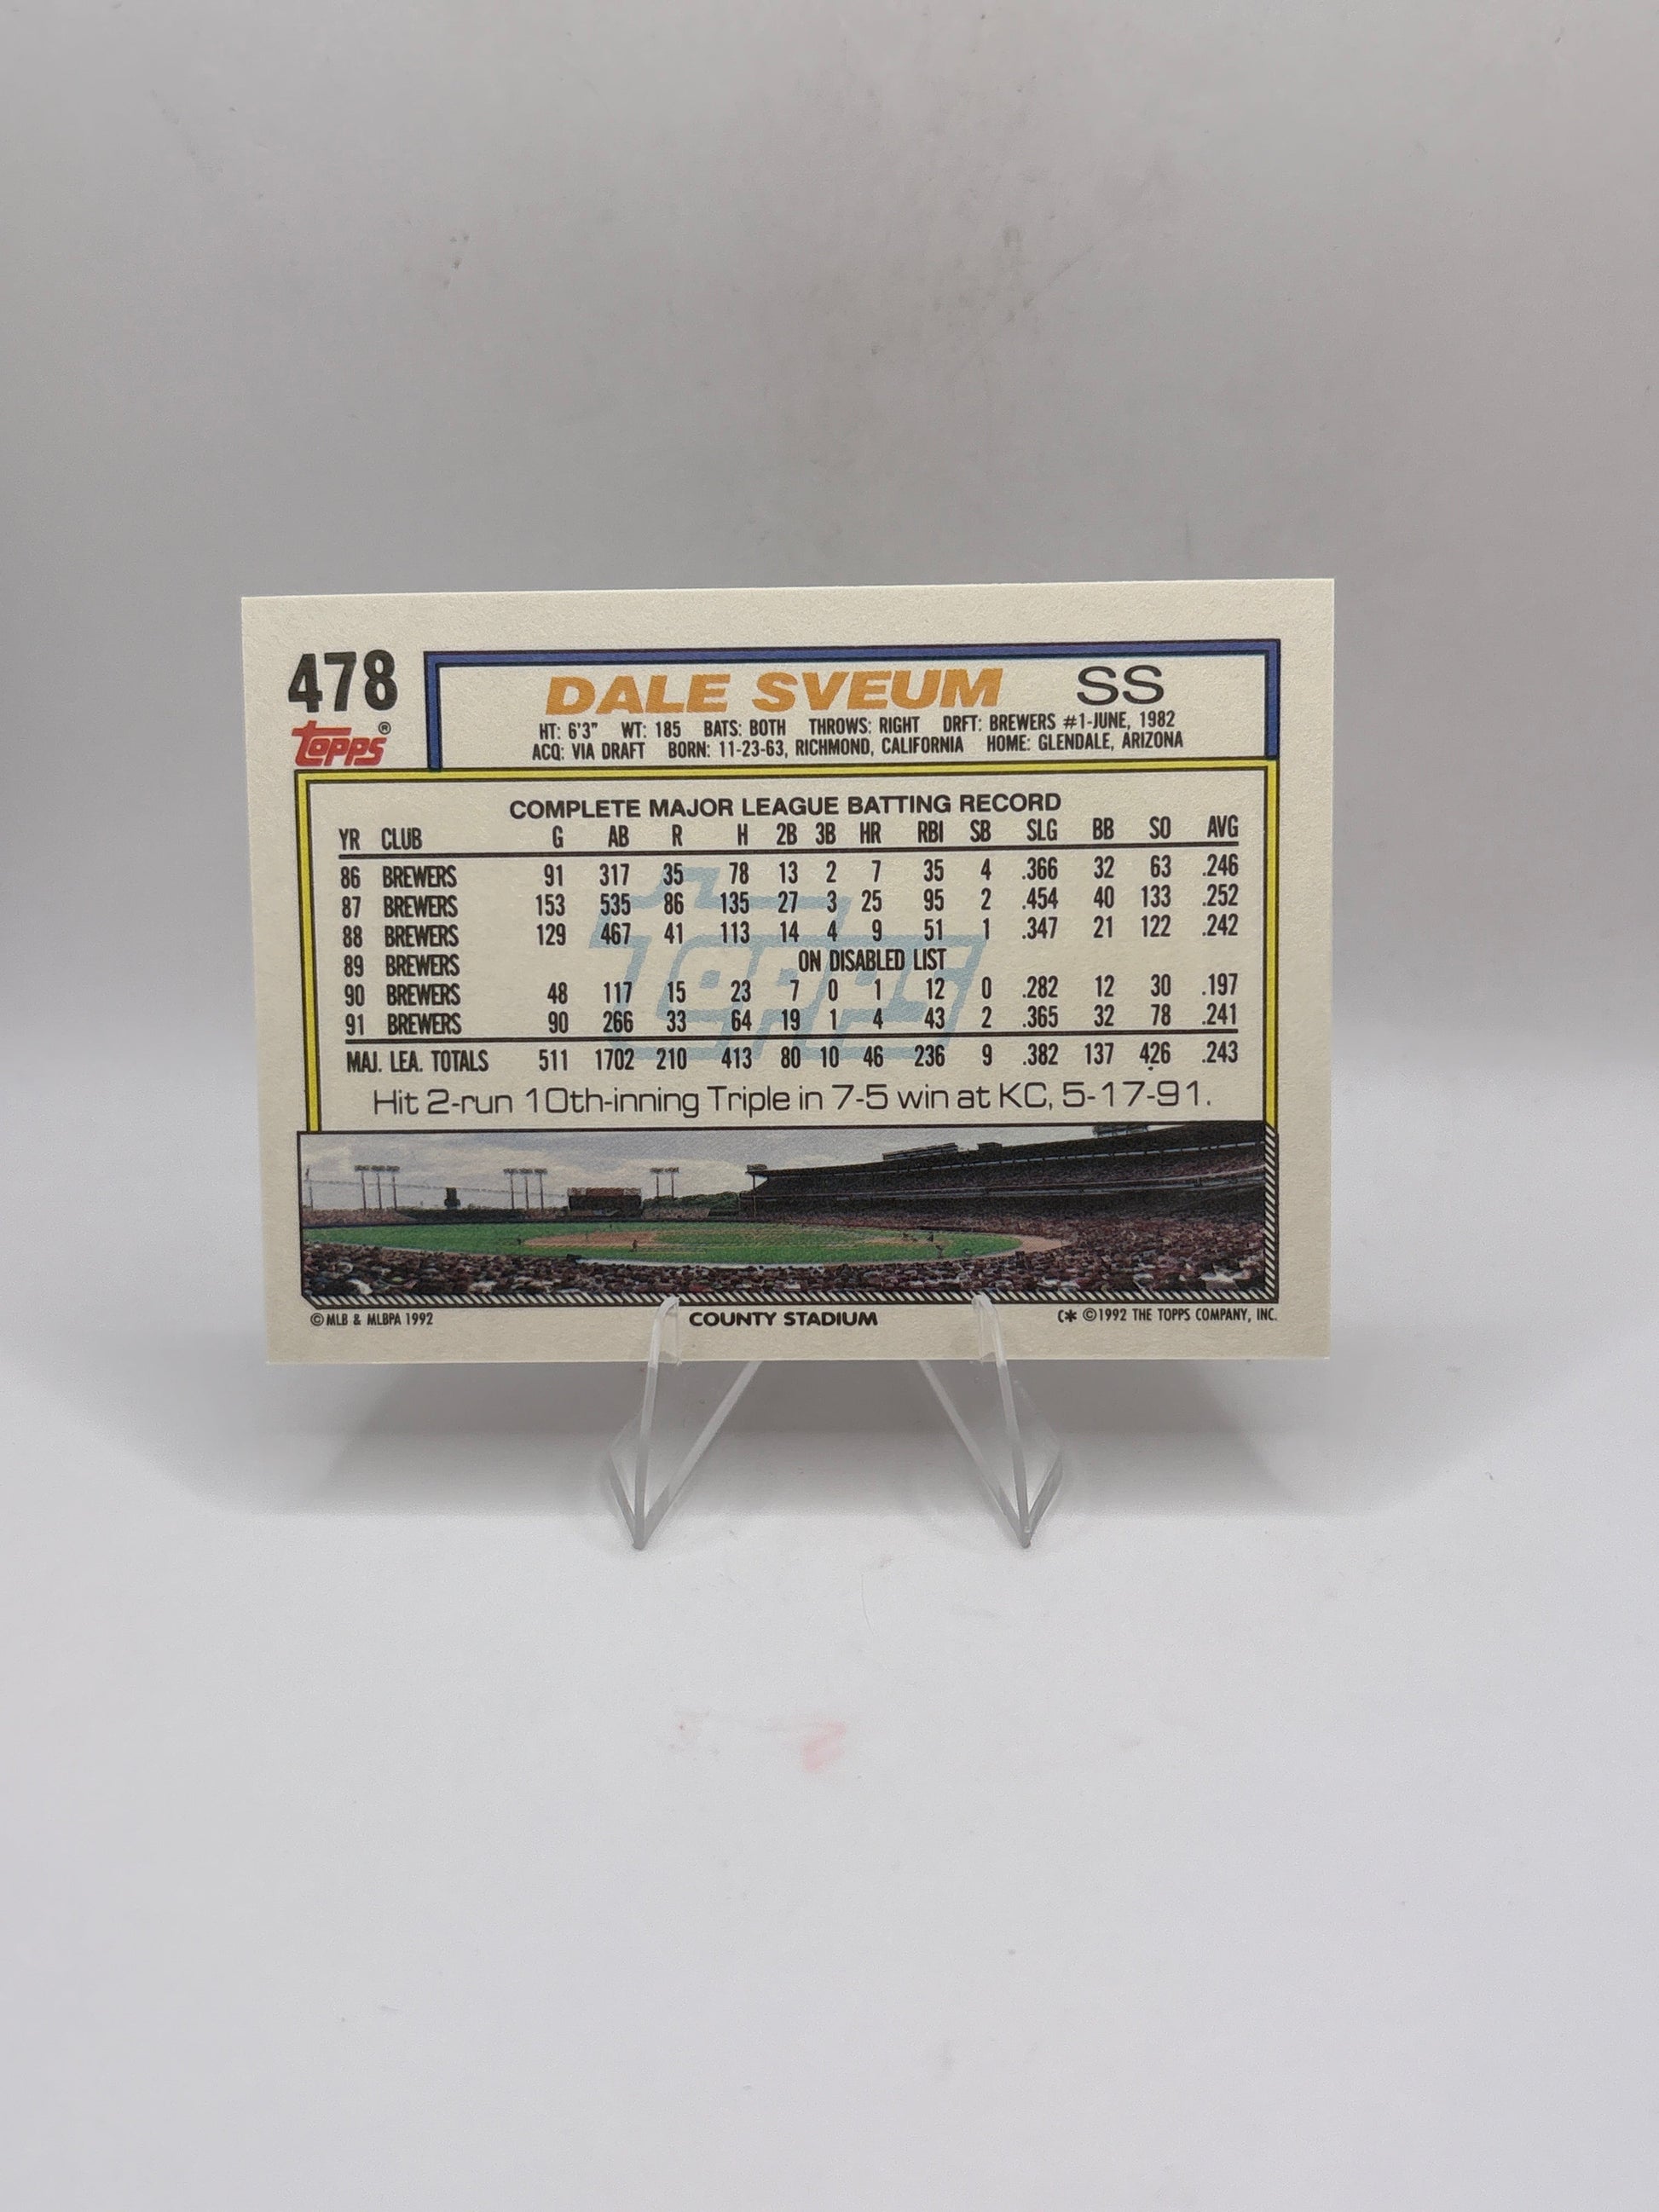 478
Topps®
DALE SVEUM SS
HT: 6'3" WT: 185 BATS: BOTH THROWS: RIGHT DRFT: BREWERS #1-JUNE, 1982
ACQ: VIA DRAFT BORN: 11-23-63, RICHMOND, CALIFORNIA HOME: GLENDALE, ARIZONA
COMPLETE MAJOR LEAGUE BATTING RECORD
YR CLUB G AB R H 2B 3B HR RBI SB SLG BB SO AVG
86 BREWERS 91 317 35 78 13 2 7 35 4 .366 32 63 .246
87 BREWERS 153 535 86 135 27 3 25 95 2 .454 40 133 .252
88 BREWERS 129 467 41 113 14 4 9 51 1 .347 21 122 .242
89 BREWERS ON DISABLED LIST
90 BREWERS 48 117 15 23 7 0 1 12 0 .282 12 30 .197
91 BREWERS 90 266 33 64 19 1 4 43 2 .365 32 78 .241
MAJ. LEA. TOTALS 511 1702 210 413 80 10 46 236 9 .382 137 426 .243
Topps
Hit 2-run 10th-inning Triple in 7-5 win at KC, 5-17-91.
© MLB & MLBPA 1992 COUNTY STADIUM C* © 1992 THE TOPPS COMPANY, INC.